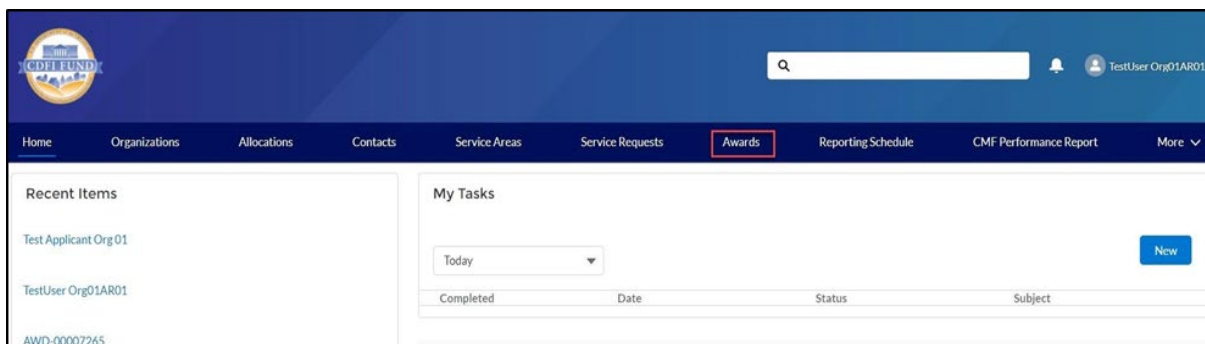 CDFI FUND
TestUser Org01AR01
Home Organizations Allocations Contacts Service Areas Service Requests Awards Reporting Schedule CMF Performance Report More
Recent Items
Test Applicant Org 01
TestUser Org01AR01
AWD-00007265
My Tasks
Today
New
Completed Date Status Subject